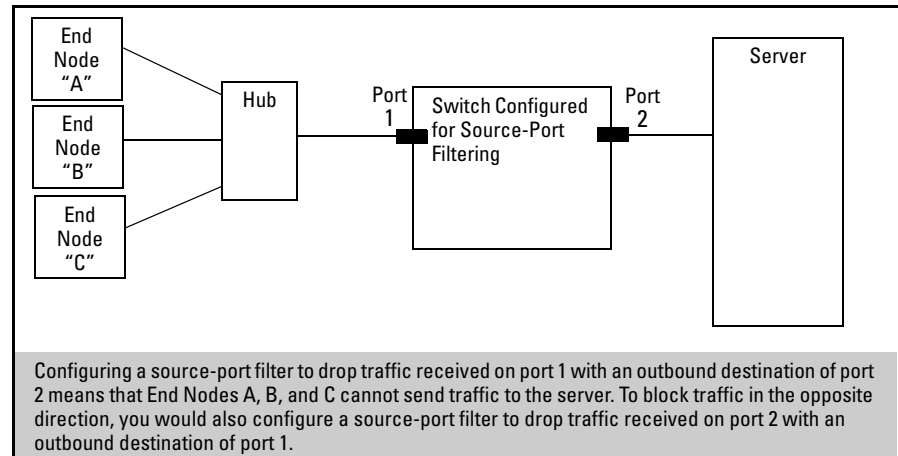 End
Node
“A”
End
Node
“B”
End
Node
“C”
Hub
Port
1
Switch Configured
for Source-Port
Filtering
Port
2
Server
Configuring a source-port filter to drop traffic received on port 1 with an outbound destination of port
2 means that End Nodes A, B, and C cannot send traffic to the server. To block traffic in the opposite
direction, you would also configure a source-port filter to drop traffic received on port 2 with an
outbound destination of port 1.